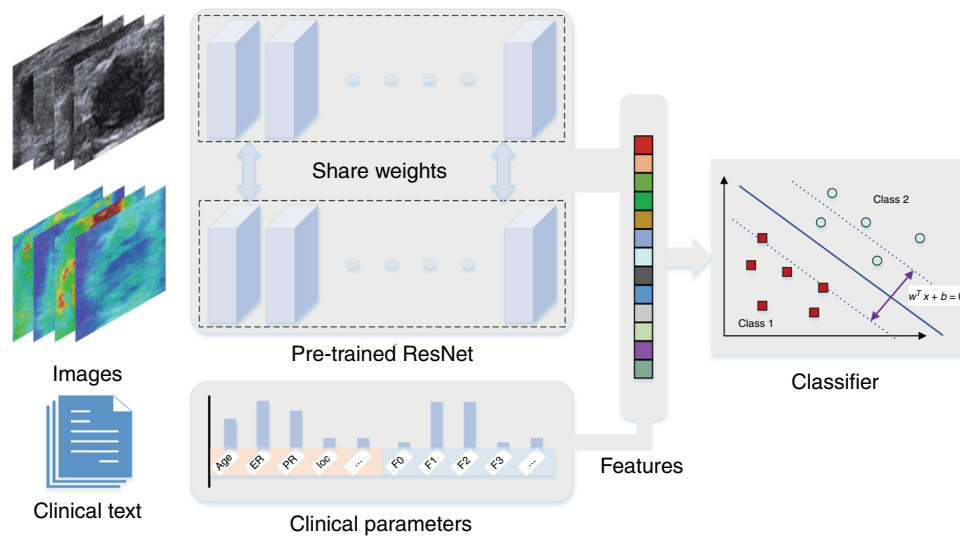 Share weights
Pre-trained ResNet
Images
Clinical text
Age
ER
PR
loc
...
F0
F1
F2
F3
...
Clinical parameters
Features
Class 2
w^T x + b = 0
Class 1
Classifier